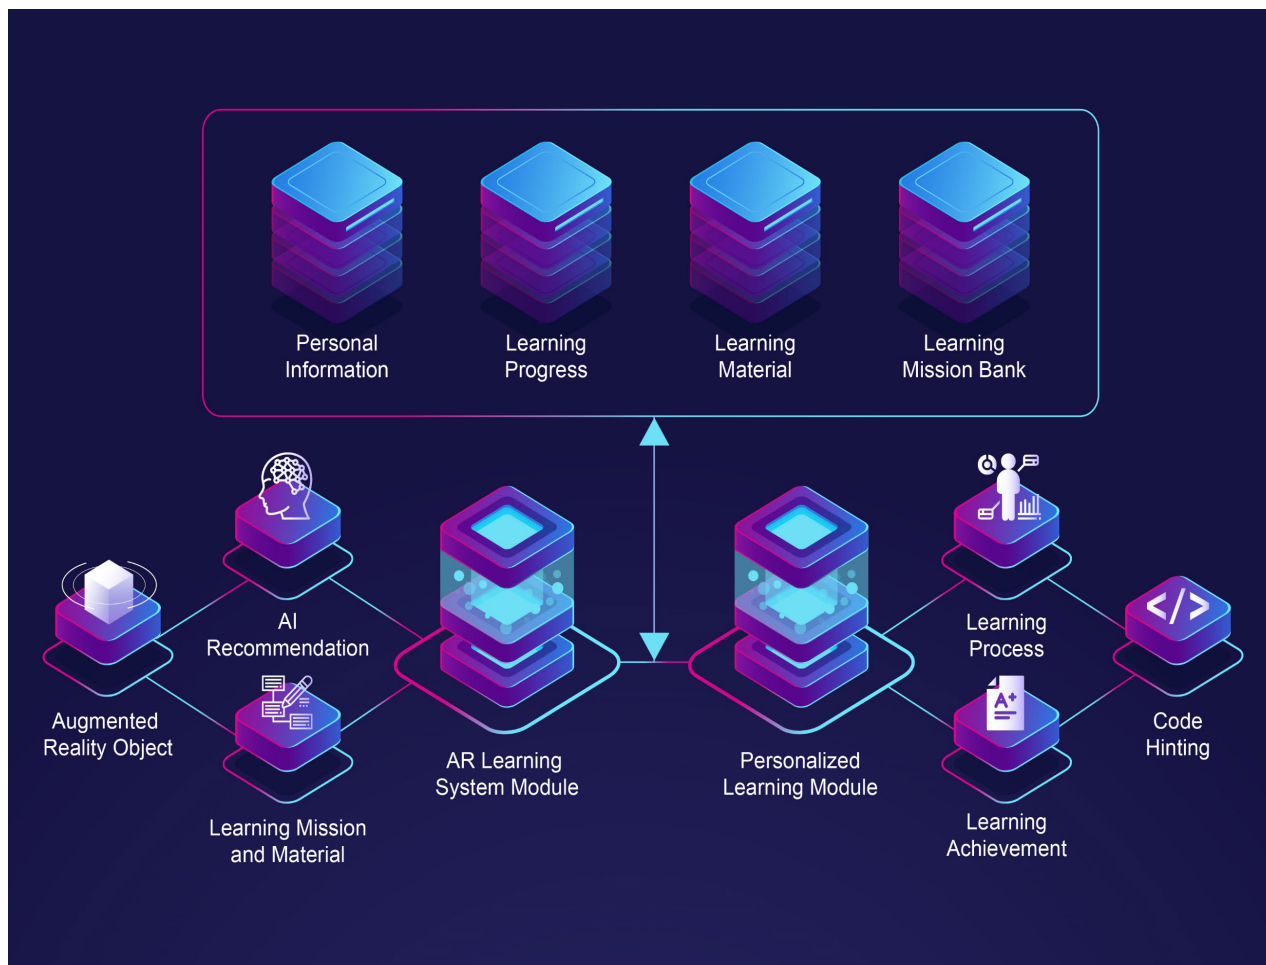 Personal
Information
Learning
Progress
Learning
Material
Learning
Mission Bank
AI
Recommendation
Augmented
Reality Object
Learning Mission
and Material
AR Learning
System Module
Personalized
Learning Module
Learning
Process
</>
Code
Hinting
A+
Learning
Achievement